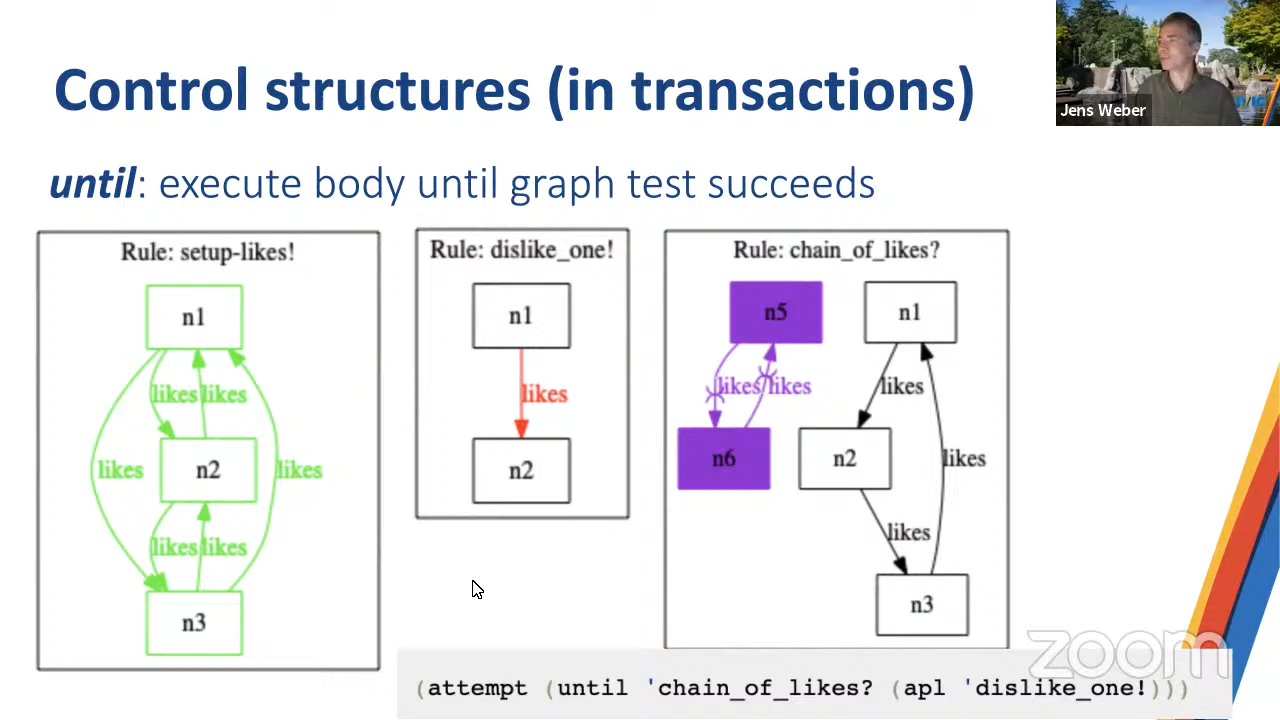 Control structures (in transactions)
Jens Weber
until: execute body until graph test succeeds
Rule: setup-likes!
n1
likes likes
likes
n2
likes
likes likes
n3
Rule: dislike_one!
n1
likes
n2
Rule: chain_of_likes?
n5
n1
likes likes
likes
n6
n2
likes
likes
n3
zoom
(attempt (until 'chain_of_likes? (apl 'dislike_one!)))